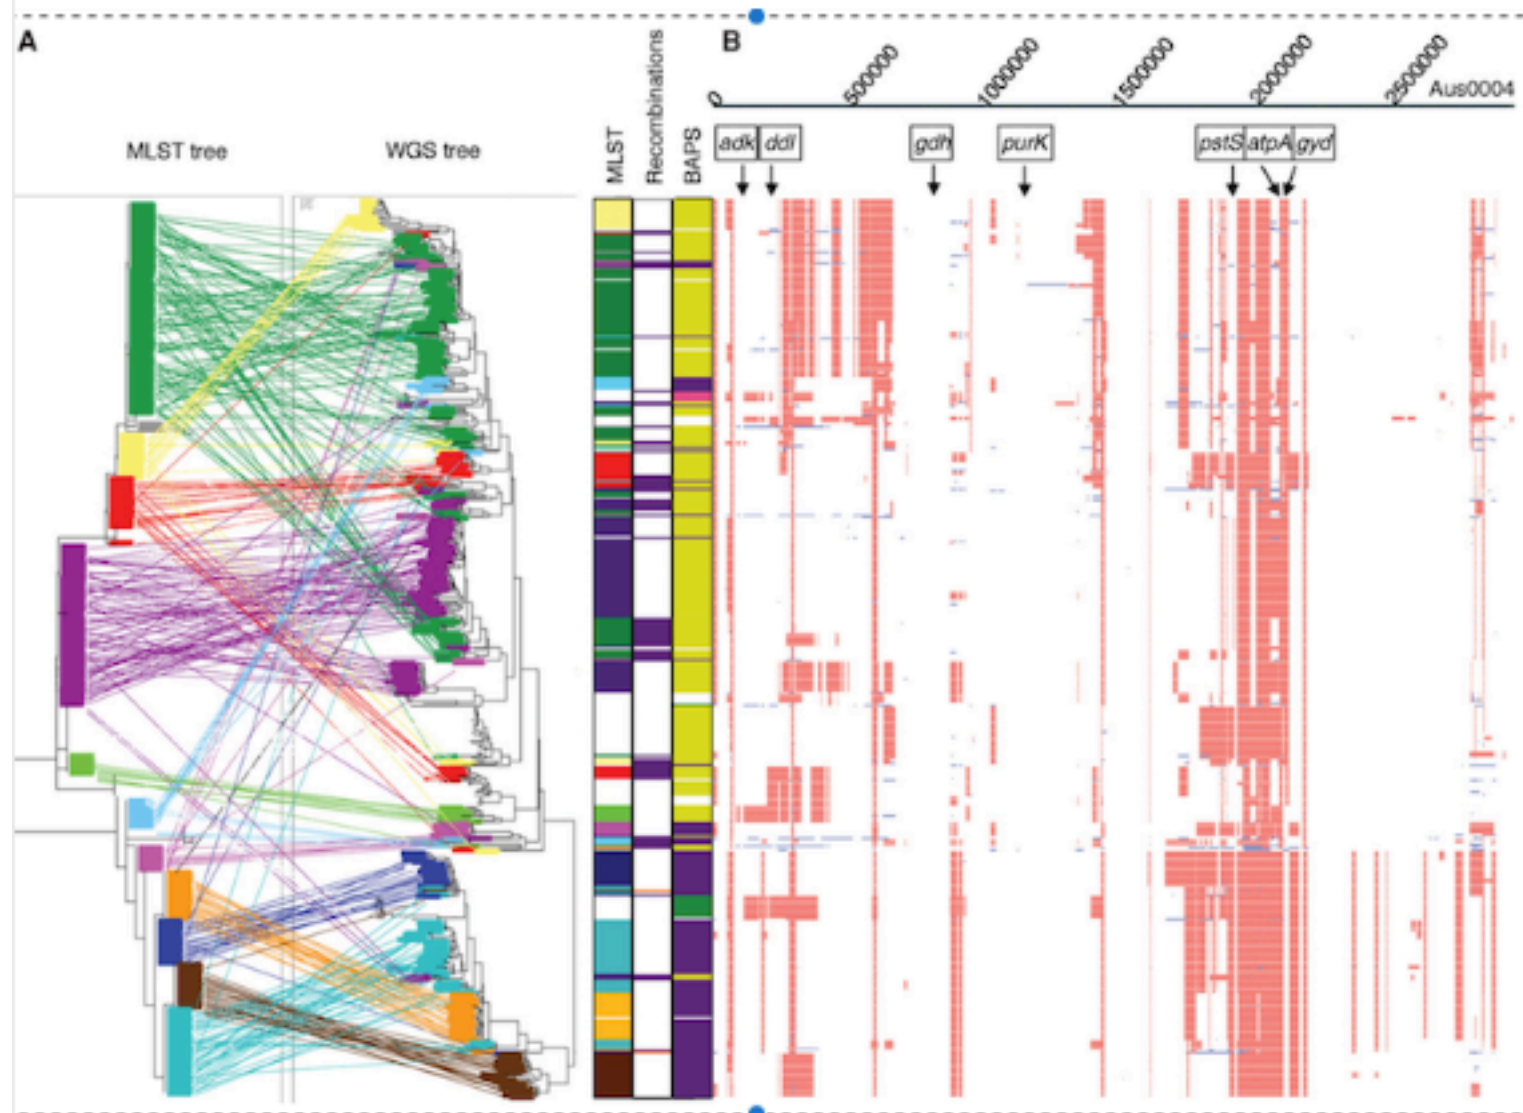 A
B
MLST tree
WGS tree
MLST
Recombinations
BAPS
0
500000
1000000
1500000
2000000
2500000
Aus0004
adk
ddl
gdh
purK
pstS
atpA
gyd